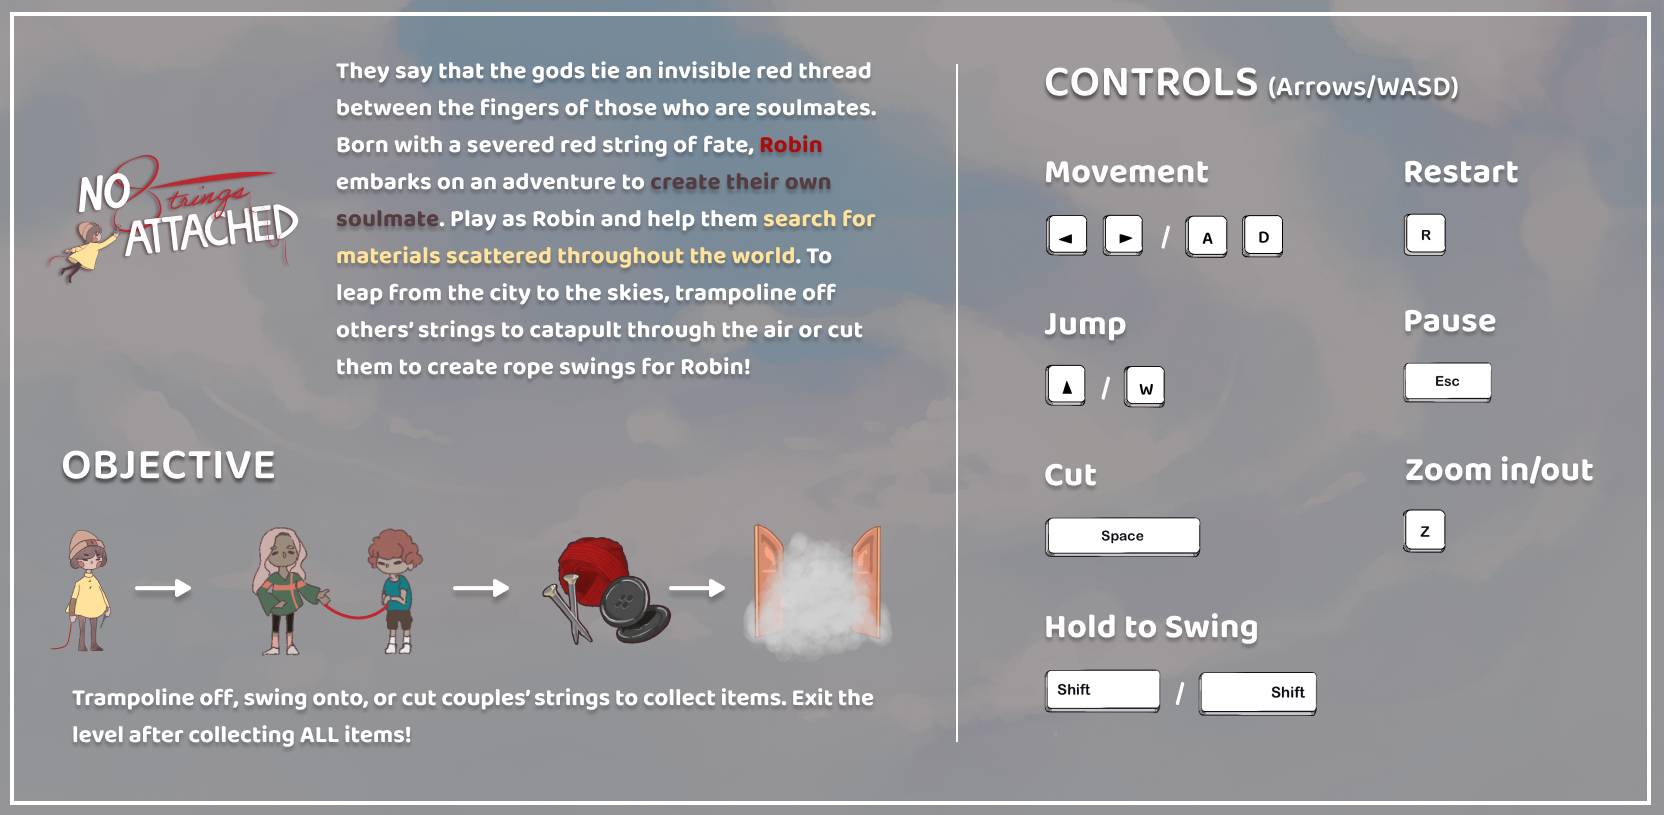 NO Strings
ATTACHED
They say that the gods tie an invisible red thread
between the fingers of those who are soulmates.
Born with a severed red string of fate, Robin
embarks on an adventure to create their own
soulmate. Play as Robin and help them search for
materials scattered throughout the world. To
leap from the city to the skies, trampoline off
others' strings to catapult through the air or cut
them to create rope swings for Robin!
OBJECTIVE
Trampoline off, swing onto, or cut couples' strings to collect items. Exit the
level after collecting ALL items!
CONTROLS (Arrows/WASD)
Movement
◄ ► / A D
Jump
▲ / W
Cut
Space
Hold to Swing
Shift / Shift
Restart
R
Pause
Esc
Zoom in/out
Z